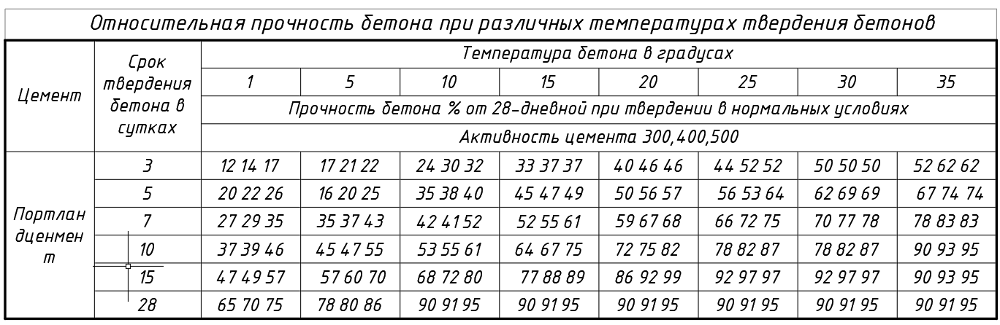 Относительная прочность бетона при различных температурах твердения бетонов
Цемент
Срок
твердения
бетона в
сутках
Температура бетона в градусах
1 5 10 15 20 25 30 35
Прочность бетона % от 28-дневной при твердении в нормальных условиях
Активность цемента 300,400,500
Портлан
дценмен
т
3 12 14 17 17 21 22 24 30 32 33 37 37 40 46 46 44 52 52 50 50 50 52 62 62
5 20 22 26 16 20 25 35 38 40 45 47 49 50 56 57 56 53 64 62 69 69 67 74 74
7 27 29 35 35 37 43 42 41 52 52 55 61 59 67 68 66 72 75 70 77 78 78 83 83
10 37 39 46 45 47 55 53 55 61 64 67 75 72 75 82 78 82 87 78 82 87 90 93 95
15 47 49 57 57 60 70 68 72 80 77 88 89 86 92 99 92 97 97 92 97 97 90 93 95
28 65 70 75 78 80 86 90 91 95 90 91 95 90 91 95 90 91 95 90 91 95 90 91 95